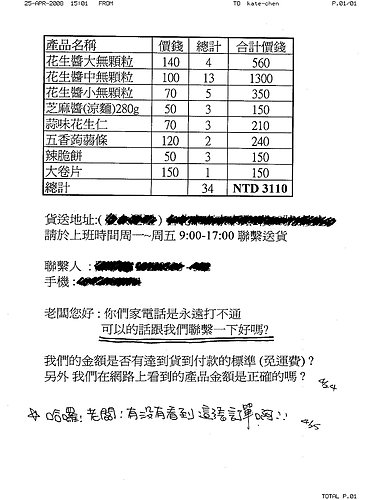 25-APR-2008 15:01 FROM TO kate-chen P.01/01
產品名稱 價錢 總計 合計價錢
花生醬大無顆粒 140 4 560
花生醬中無顆粒 100 13 1300
花生醬小無顆粒 70 5 350
芝麻醬(涼麵)280g 50 3 150
蒜味花生仁 70 3 210
五香蒟蒻條 120 2 240
辣脆餅 50 3 150
大卷片 150 1 150
總計 34 NTD 3110
貨送地址:( )
請於上班時間周一~周五 9:00-17:00 聯繫送貨
聯繫人 :
手機 :
老闆您好 : 你們家電話是永遠打不通
可以的話跟我們聯繫一下好嗎?
我們的金額是否有達到貨到付款的標準 (免運費) ?
另外 我們在網路上看到的產品金額是正確的嗎 ? 4/24
哈囉! 老闆! 有沒有看到這張訂單啊 4/25
TOTAL P.01